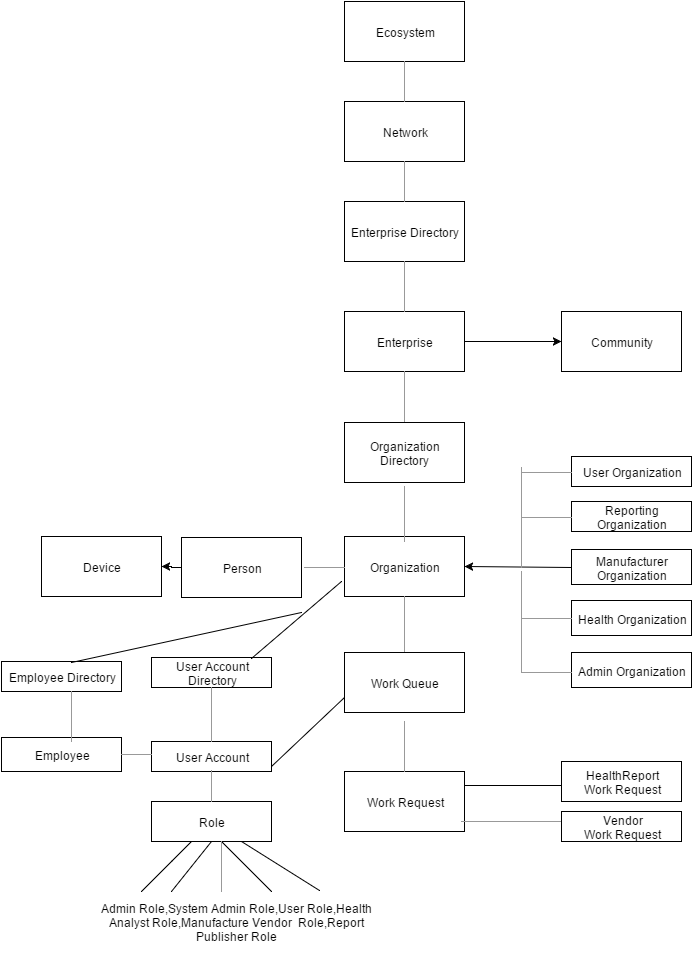 Ecosystem
Network
Enterprise Directory
Enterprise
Community
Organization
Directory
User Organization
Reporting
Organization
Device
Person
Organization
Manufacturer
Organization
Health Organization
Employee Directory
User Account
Directory
Work Queue
Admin Organization
Employee
User Account
HealthReport
Work Request
Role
Work Request
Vendor
Work Request
Admin Role,System Admin Role,User Role,Health
Analyst Role,Manufacture Vendor Role,Report
Publisher Role